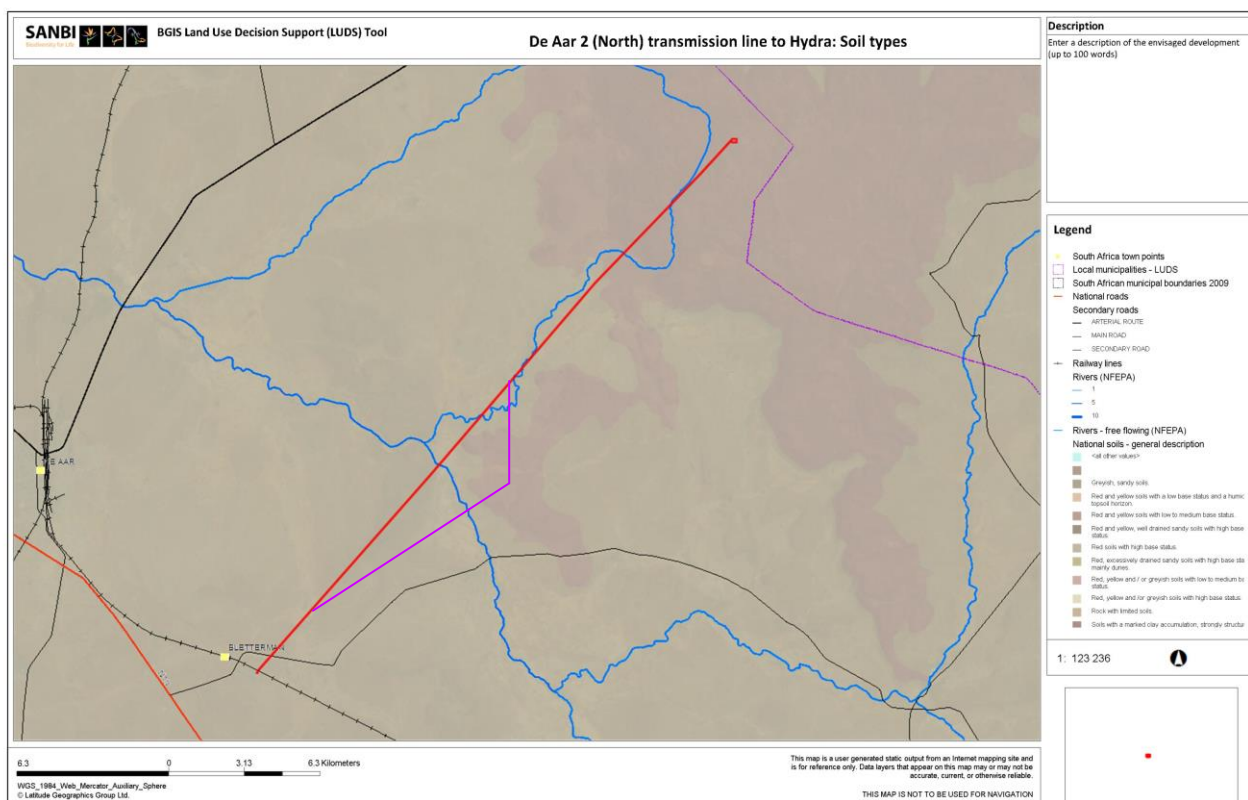 SANBI
Biodiversity for Life
BGIS Land Use Decision Support (LUDS) Tool
De Aar 2 (North) transmission line to Hydra: Soil types
Description
Enter a description of the envisaged development
(up to 100 words)
E AAR
BLETTERMAN
Legend
South Africa town points
Local municipalities - LUDS
South African municipal boundaries 2009
National roads
Secondary roads
ARTERIAL ROUTE
MAIN ROAD
SECONDARY ROAD
Railway lines
Rivers (NFEPA)
1
5
10
Rivers - free flowing (NFEPA)
National soils - general description
<all other values>
Greyish, sandy soils.
Red and yellow soils with a low base status and a humic
topsoil horizon.
Red and yellow soils with low to medium base status.
Red and yellow, well drained sandy soils with high base
status.
Red soils with high base status.
Red, excessively drained sandy soils with high base sta
mainly dunes.
Red, yellow and / or greyish soils with low to medium ba
status.
Red, yellow and /or greyish soils with high base status.
Rock with limited soils.
Soils with a marked clay accumulation, strongly structur
1: 123 236
6.3 0 3.13 6.3 Kilometers
WGS_1984_Web_Mercator_Auxiliary_Sphere
© Latitude Geographics Group Ltd.
This map is a user generated static output from an Internet mapping site and
is for reference only. Data layers that appear on this map may or may not be
accurate, current, or otherwise reliable.
THIS MAP IS NOT TO BE USED FOR NAVIGATION